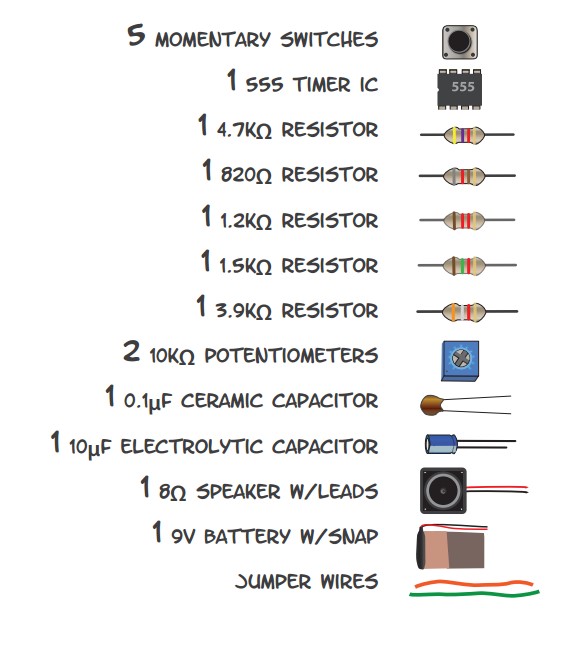 5 MOMENTARY SWITCHES
1 555 TIMER IC
555
1 4.7KΩ RESISTOR
1 820Ω RESISTOR
1 1.2KΩ RESISTOR
1 1.5KΩ RESISTOR
1 3.9KΩ RESISTOR
2 10KΩ POTENTIOMETERS
1 0.1μF CERAMIC CAPACITOR
1 10μF ELECTROLYTIC CAPACITOR
1 8Ω SPEAKER W/LEADS
1 9V BATTERY W/SNAP
JUMPER WIRES